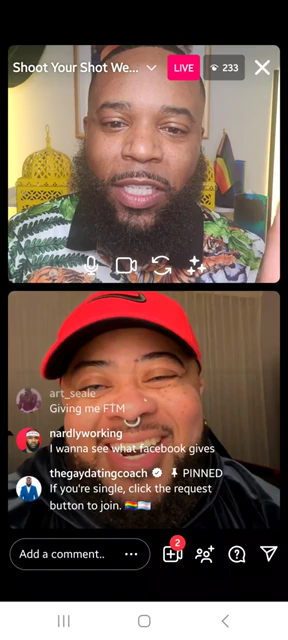 Shoot Your Shot We...
LIVE
233
art_seale
Giving me FTM
nardlyworking
I wanna see what facebook gives
thegaydatingcoach PINNED
If you're single, click the request
button to join. 🏳️‍🌈🏳️‍⚧️
Add a comment..
2